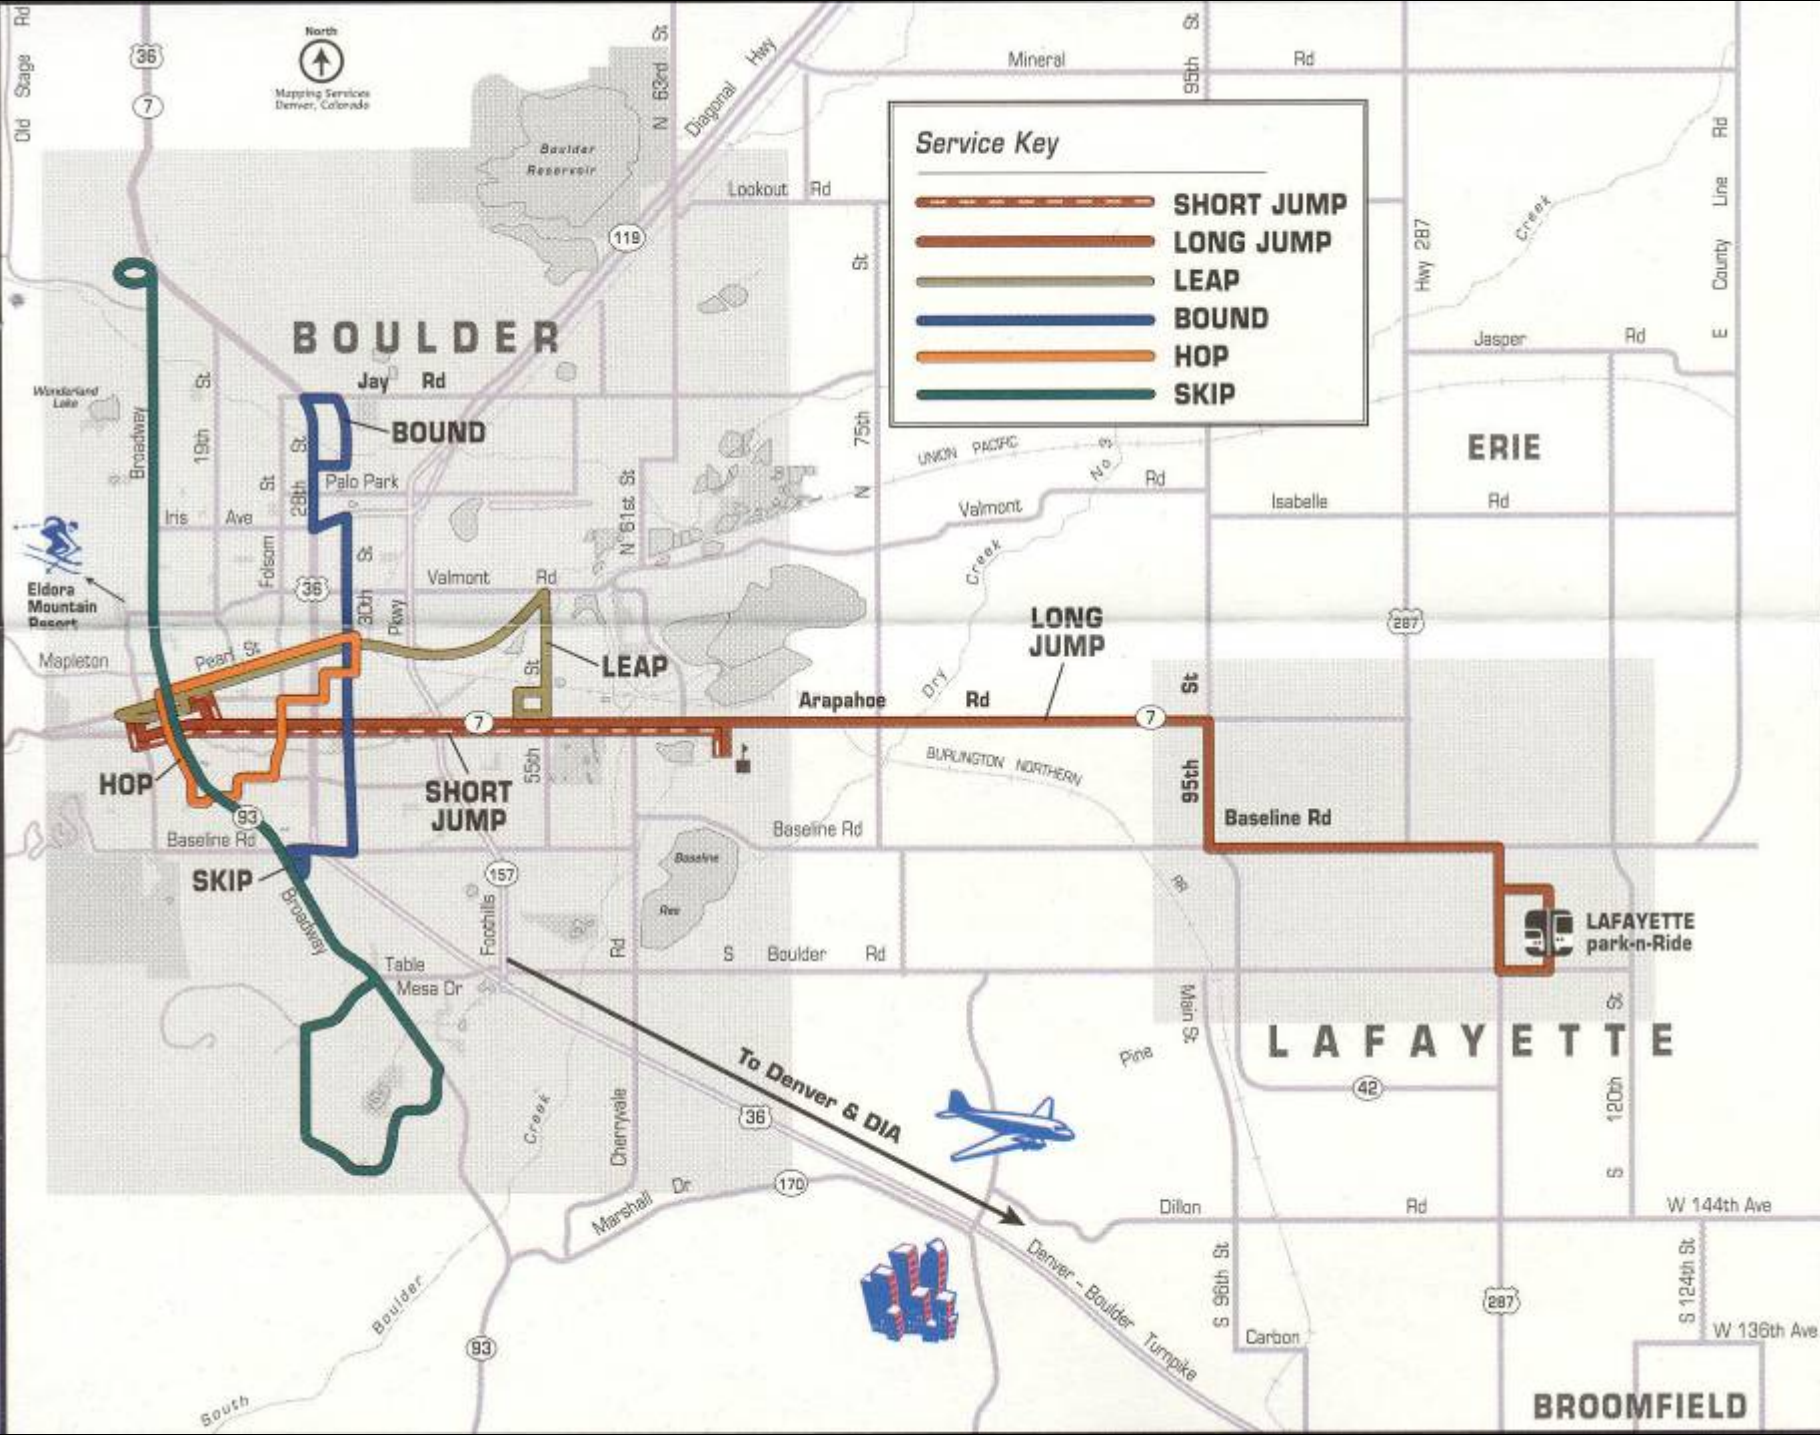 Old Stage Rd
36
7
North
Mapping Services
Denver, Colorado
Boulder
Reservoir
N 63rd St
Diagonal Hwy
119
Mineral Rd
95th St
Lookout Rd
Service Key
SHORT JUMP
LONG JUMP
LEAP
BOUND
HOP
SKIP
Hwy 287
Creek
E County Line Rd
Jasper Rd
BOULDER
Jay Rd
Wonderland
Lake
Broadway
19th St
BOUND
28th St
Palo Park
Folsom St
Iris Ave
N 61st St
N 75th St
UNION PACIFIC
No 3
ERIE
Valmont Rd
Isabelle Rd
Dry Creek
Eldora
Mountain
Resort
36
30th St
Pkwy
Valmont Rd
287
LONG
JUMP
Mapleton
Pearl St
LEAP
St
Arapahoe Rd
7
7
95th St
BURLINGTON NORTHERN
RR
HOP
SHORT
JUMP
55th
93
Baseline Rd
Baseline Rd
Baseline Rd
SKIP
157
Baseline
Res
Broadway
Foothills
LAFAYETTE
park-n-Ride
Table
Mesa Dr
Rd
S Boulder Rd
Main St
St
LAFAYETTE
Pine
42
To Denver & DIA
36
Creek
Cherryvale
S 120th
170
Marshall Dr
Dillon Rd
W 144th Ave
Denver - Boulder Turnpike
S 96th St
S 124th St
287
South Boulder
93
Carbon
W 136th Ave
BROOMFIELD